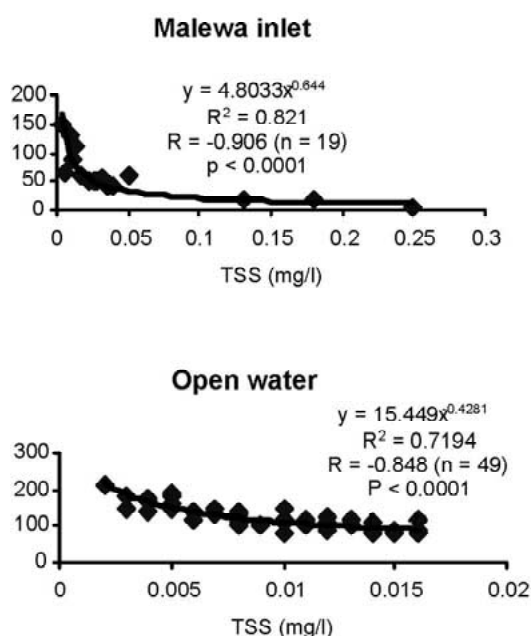 Malewa inlet
y = 4.8033x^0.644
R² = 0.821
R = -0.906 (n = 19)
p < 0.0001
200
150
100
50
0
0 0.05 0.1 0.15 0.2 0.25 0.3
TSS (mg/l)
Open water
y = 15.449x^0.4281
R² = 0.7194
R = -0.848 (n = 49)
P < 0.0001
300
200
100
0
0 0.005 0.01 0.015 0.02
TSS (mg/l)